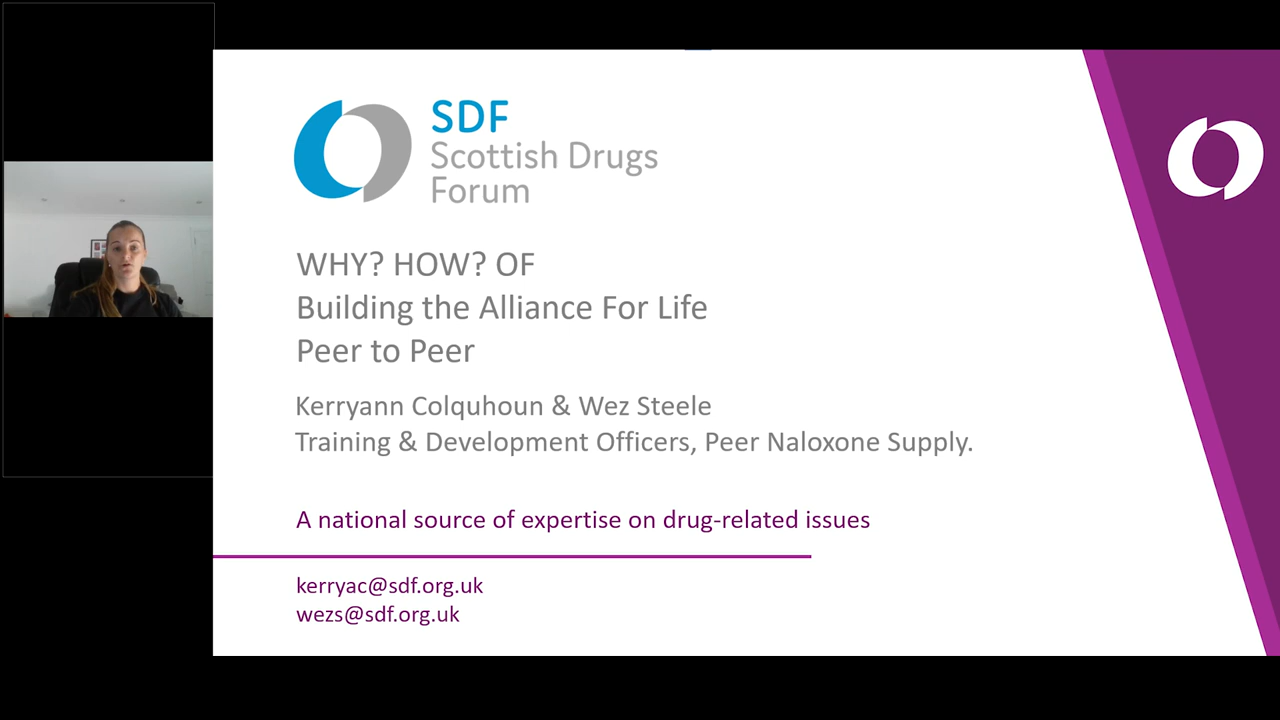 SDF
Scottish Drugs
Forum
WHY? HOW? OF
Building the Alliance For Life
Peer to Peer
Kerryann Colquhoun & Wez Steele
Training & Development Officers, Peer Naloxone Supply.
A national source of expertise on drug-related issues
kerryac@sdf.org.uk
wezs@sdf.org.uk